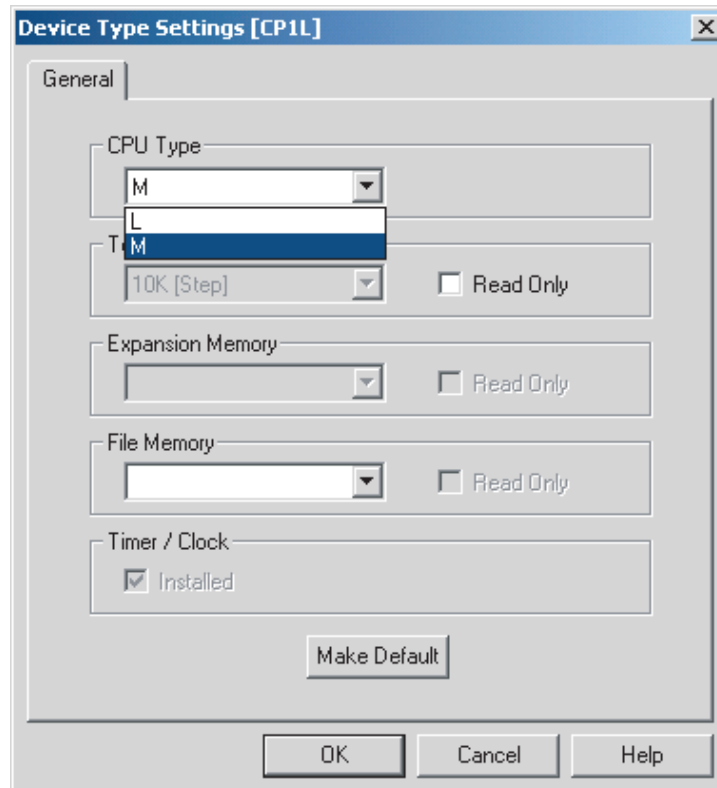 Device Type Settings [CP1L]
General
CPU Type
M
L
M
10K [Step]
Read Only
Expansion Memory
Read Only
File Memory
Read Only
Timer / Clock
Installed
Make Default
OK Cancel Help